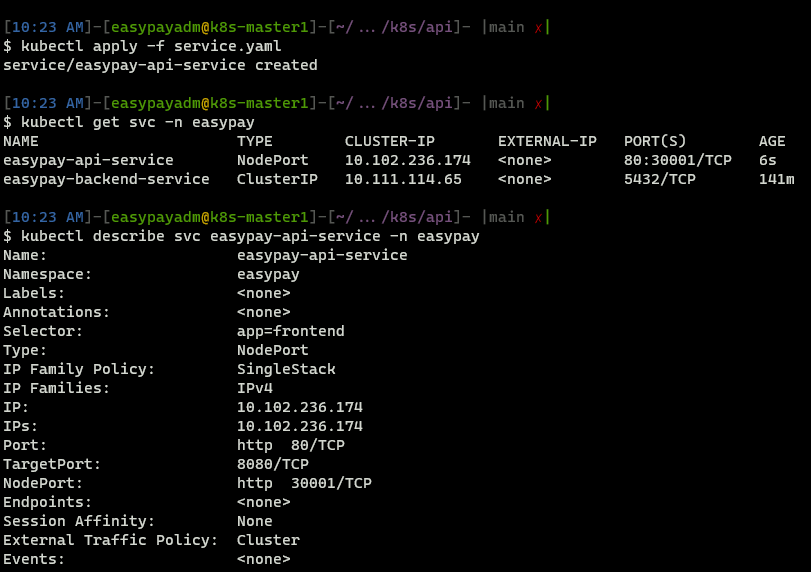 [10:23 AM]-[easypayadm@k8s-master1]-[~/.../k8s/api]- |main ✗|
$ kubectl apply -f service.yaml
service/easypay-api-service created
[10:23 AM]-[easypayadm@k8s-master1]-[~/.../k8s/api]- |main ✗|
$ kubectl get svc -n easypay
NAME TYPE CLUSTER-IP EXTERNAL-IP PORT(S) AGE
easypay-api-service NodePort 10.102.236.174 <none> 80:30001/TCP 6s
easypay-backend-service ClusterIP 10.111.114.65 <none> 5432/TCP 141m
[10:23 AM]-[easypayadm@k8s-master1]-[~/.../k8s/api]- |main ✗|
$ kubectl describe svc easypay-api-service -n easypay
Name: easypay-api-service
Namespace: easypay
Labels: <none>
Annotations: <none>
Selector: app=frontend
Type: NodePort
IP Family Policy: SingleStack
IP Families: IPv4
IP: 10.102.236.174
IPs: 10.102.236.174
Port: http 80/TCP
TargetPort: 8080/TCP
NodePort: http 30001/TCP
Endpoints: <none>
Session Affinity: None
External Traffic Policy: Cluster
Events: <none>